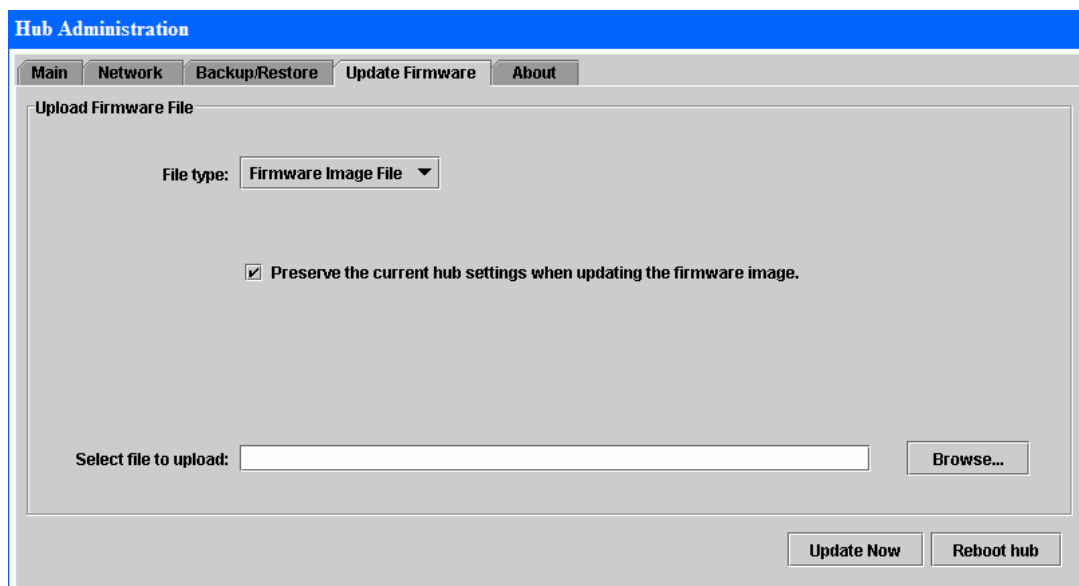 Hub Administration
Main Network Backup/Restore Update Firmware About
Upload Firmware File
File type: Firmware Image File
Preserve the current hub settings when updating the firmware image.
Select file to upload: Browse...
Update Now Reboot hub